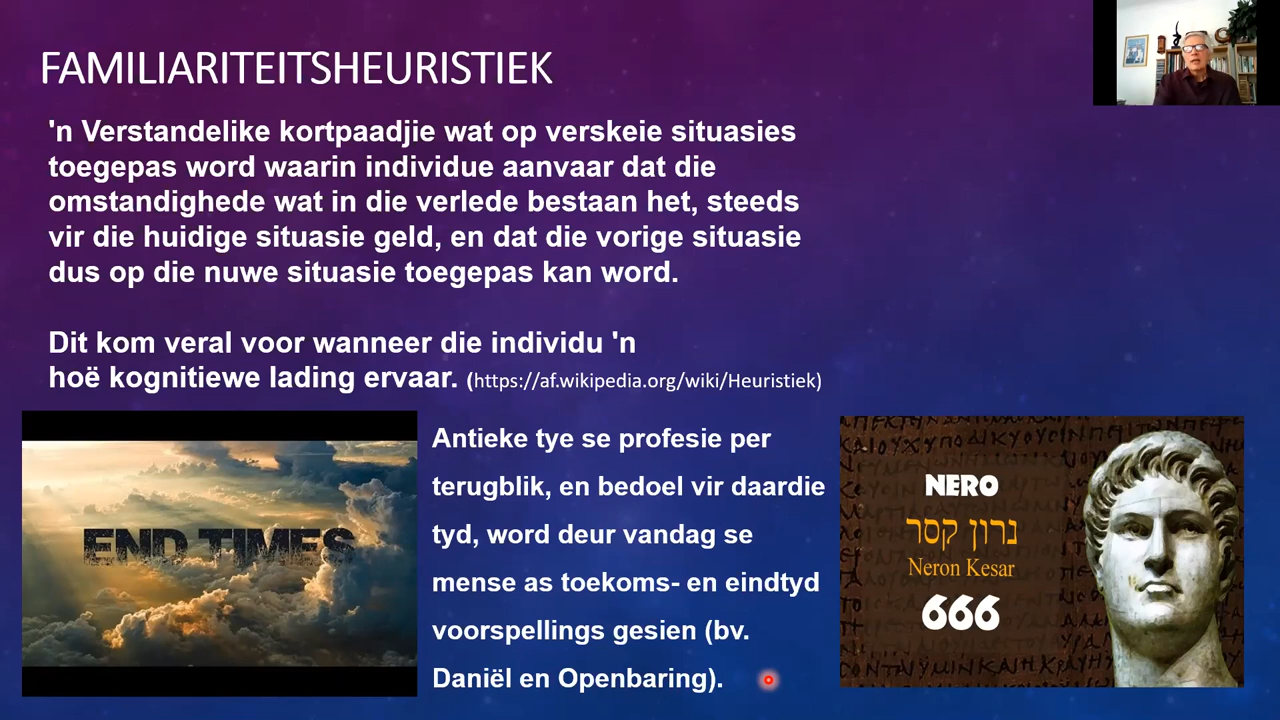 FAMILIARITEITSHEURISTIEK
'n Verstandelike kortpaadjie wat op verskeie situasies
toegepas word waarin individue aanvaar dat die
omstandighede wat in die verlede bestaan het, steeds
vir die huidige situasie geld, en dat die vorige situasie
dus op die nuwe situasie toegepas kan word.
Dit kom veral voor wanneer die individu 'n
hoë kognitiewe lading ervaar. (https://af.wikipedia.org/wiki/Heuristiek)
END TIMES
Antieke tye se profesie per
terugblik, en bedoel vir daardie
tyd, word deur vandag se
mense as toekoms- en eindtyd
voorspellings gesien (bv.
Daniël en Openbaring).
NERO
נרון קסר
Neron Kesar
666